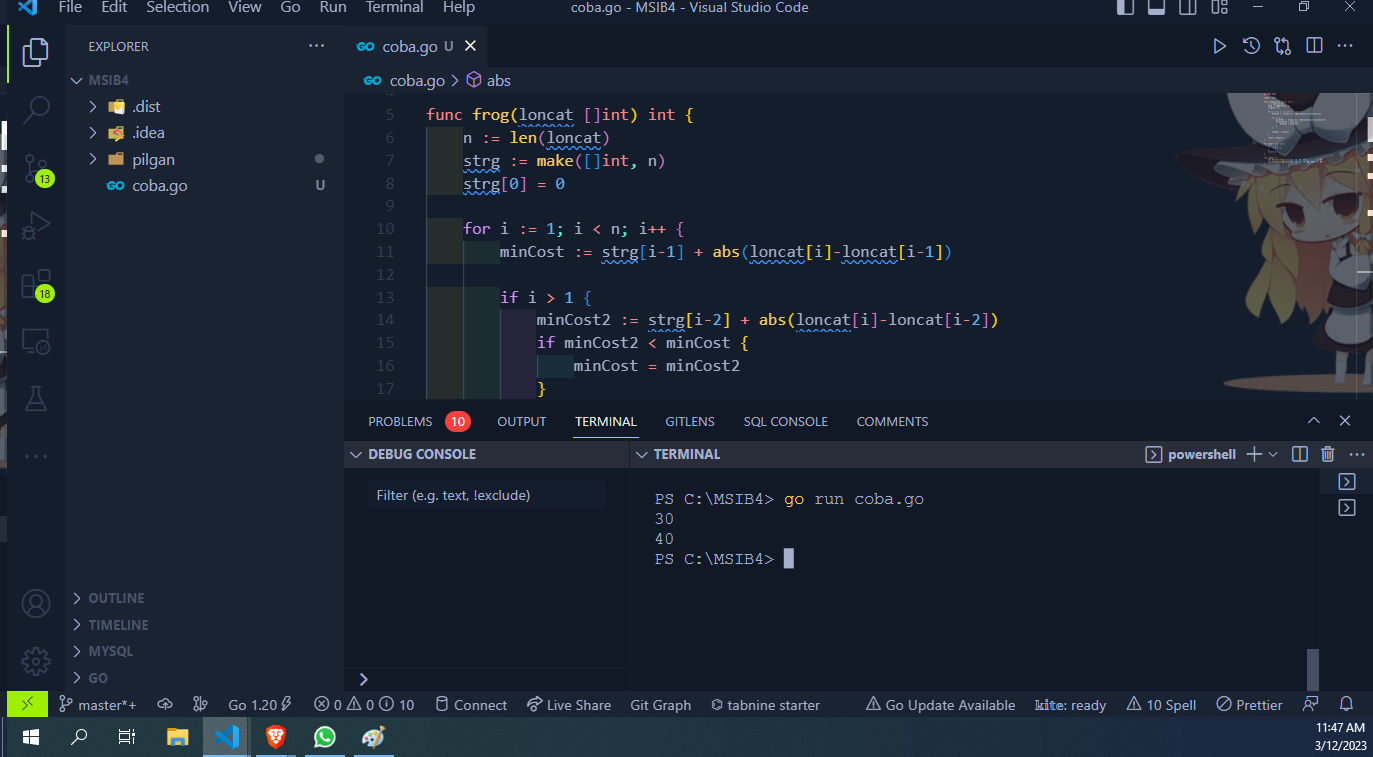 File Edit Selection View Go Run Terminal Help coba.go - MSIB4 - Visual Studio Code
EXPLORER
MSIB4
.dist
.idea
pilgan
coba.go U
13
18
OUTLINE
TIMELINE
MYSQL
GO
coba.go U
coba.go > abs
5 func frog(loncat []int) int {
6 n := len(loncat)
7 strg := make([]int, n)
8 strg[0] = 0
9
10 for i := 1; i < n; i++ {
11 minCost := strg[i-1] + abs(loncat[i]-loncat[i-1])
12
13 if i > 1 {
14 minCost2 := strg[i-2] + abs(loncat[i]-loncat[i-2])
15 if minCost2 < minCost {
16 minCost = minCost2
17 }
PROBLEMS 10 OUTPUT TERMINAL GITLENS SQL CONSOLE COMMENTS
DEBUG CONSOLE
Filter (e.g. text, !exclude)
TERMINAL
powershell
PS C:\MSIB4> go run coba.go
30
40
PS C:\MSIB4>
master*+ Go 1.20 0 0 10 Connect Live Share Git Graph tabnine starter Go Update Available kite: ready 10 Spell Prettier
11:47 AM
3/12/2023